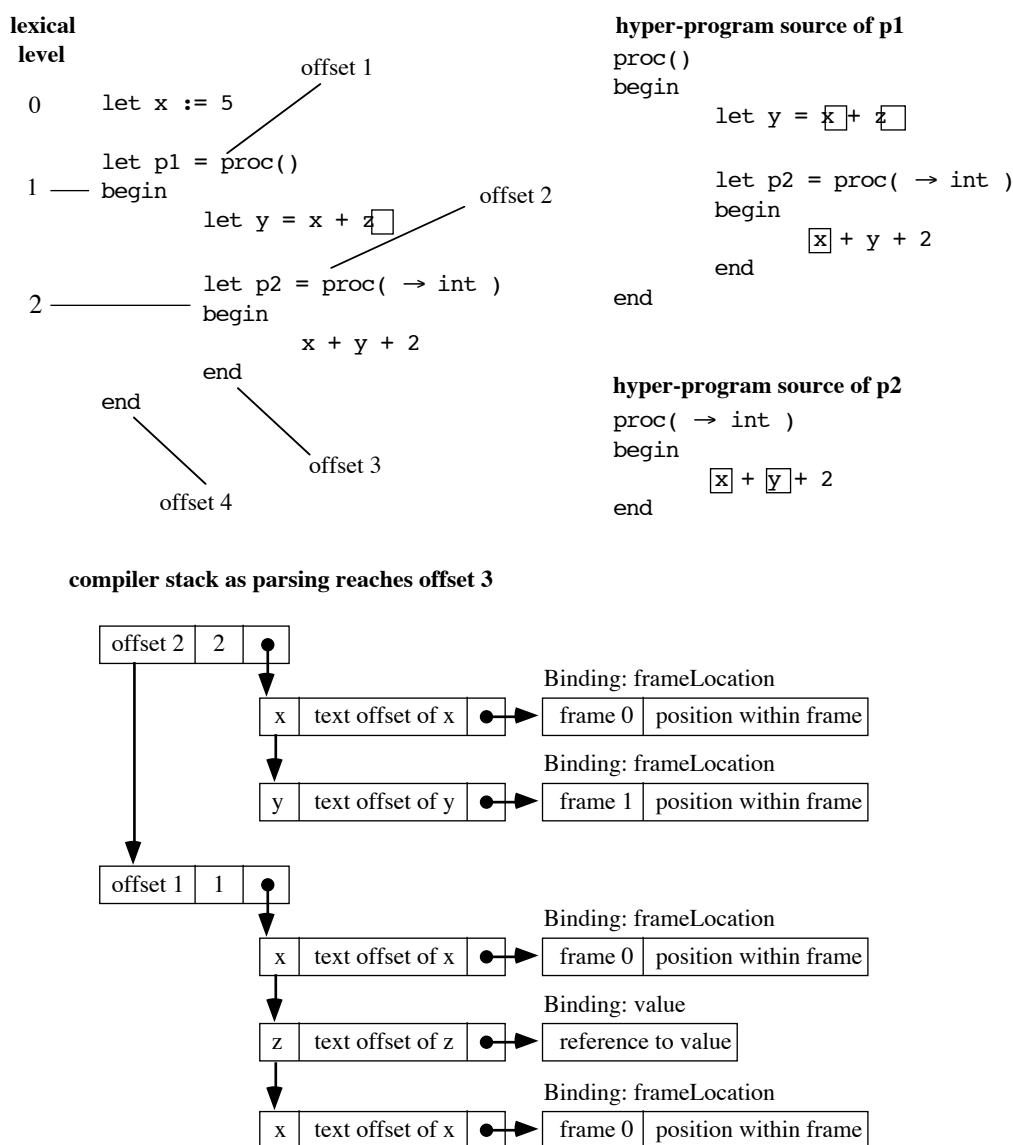 lexical
level
offset 1
0
let x := 5
let p1 = proc()
1
begin
offset 2
let y = x + z
let p2 = proc( → int )
2
begin
x + y + 2
end
end
offset 3
offset 4
hyper-program source of p1
proc()
begin
let y = x + z
let p2 = proc( → int )
begin
x + y + 2
end
end
hyper-program source of p2
proc( → int )
begin
x + y + 2
end
compiler stack as parsing reaches offset 3
offset 2 2
Binding: frameLocation
x text offset of x frame 0 position within frame
Binding: frameLocation
y text offset of y frame 1 position within frame
offset 1 1
Binding: frameLocation
x text offset of x frame 0 position within frame
Binding: value
z text offset of z reference to value
Binding: frameLocation
x text offset of x frame 0 position within frame